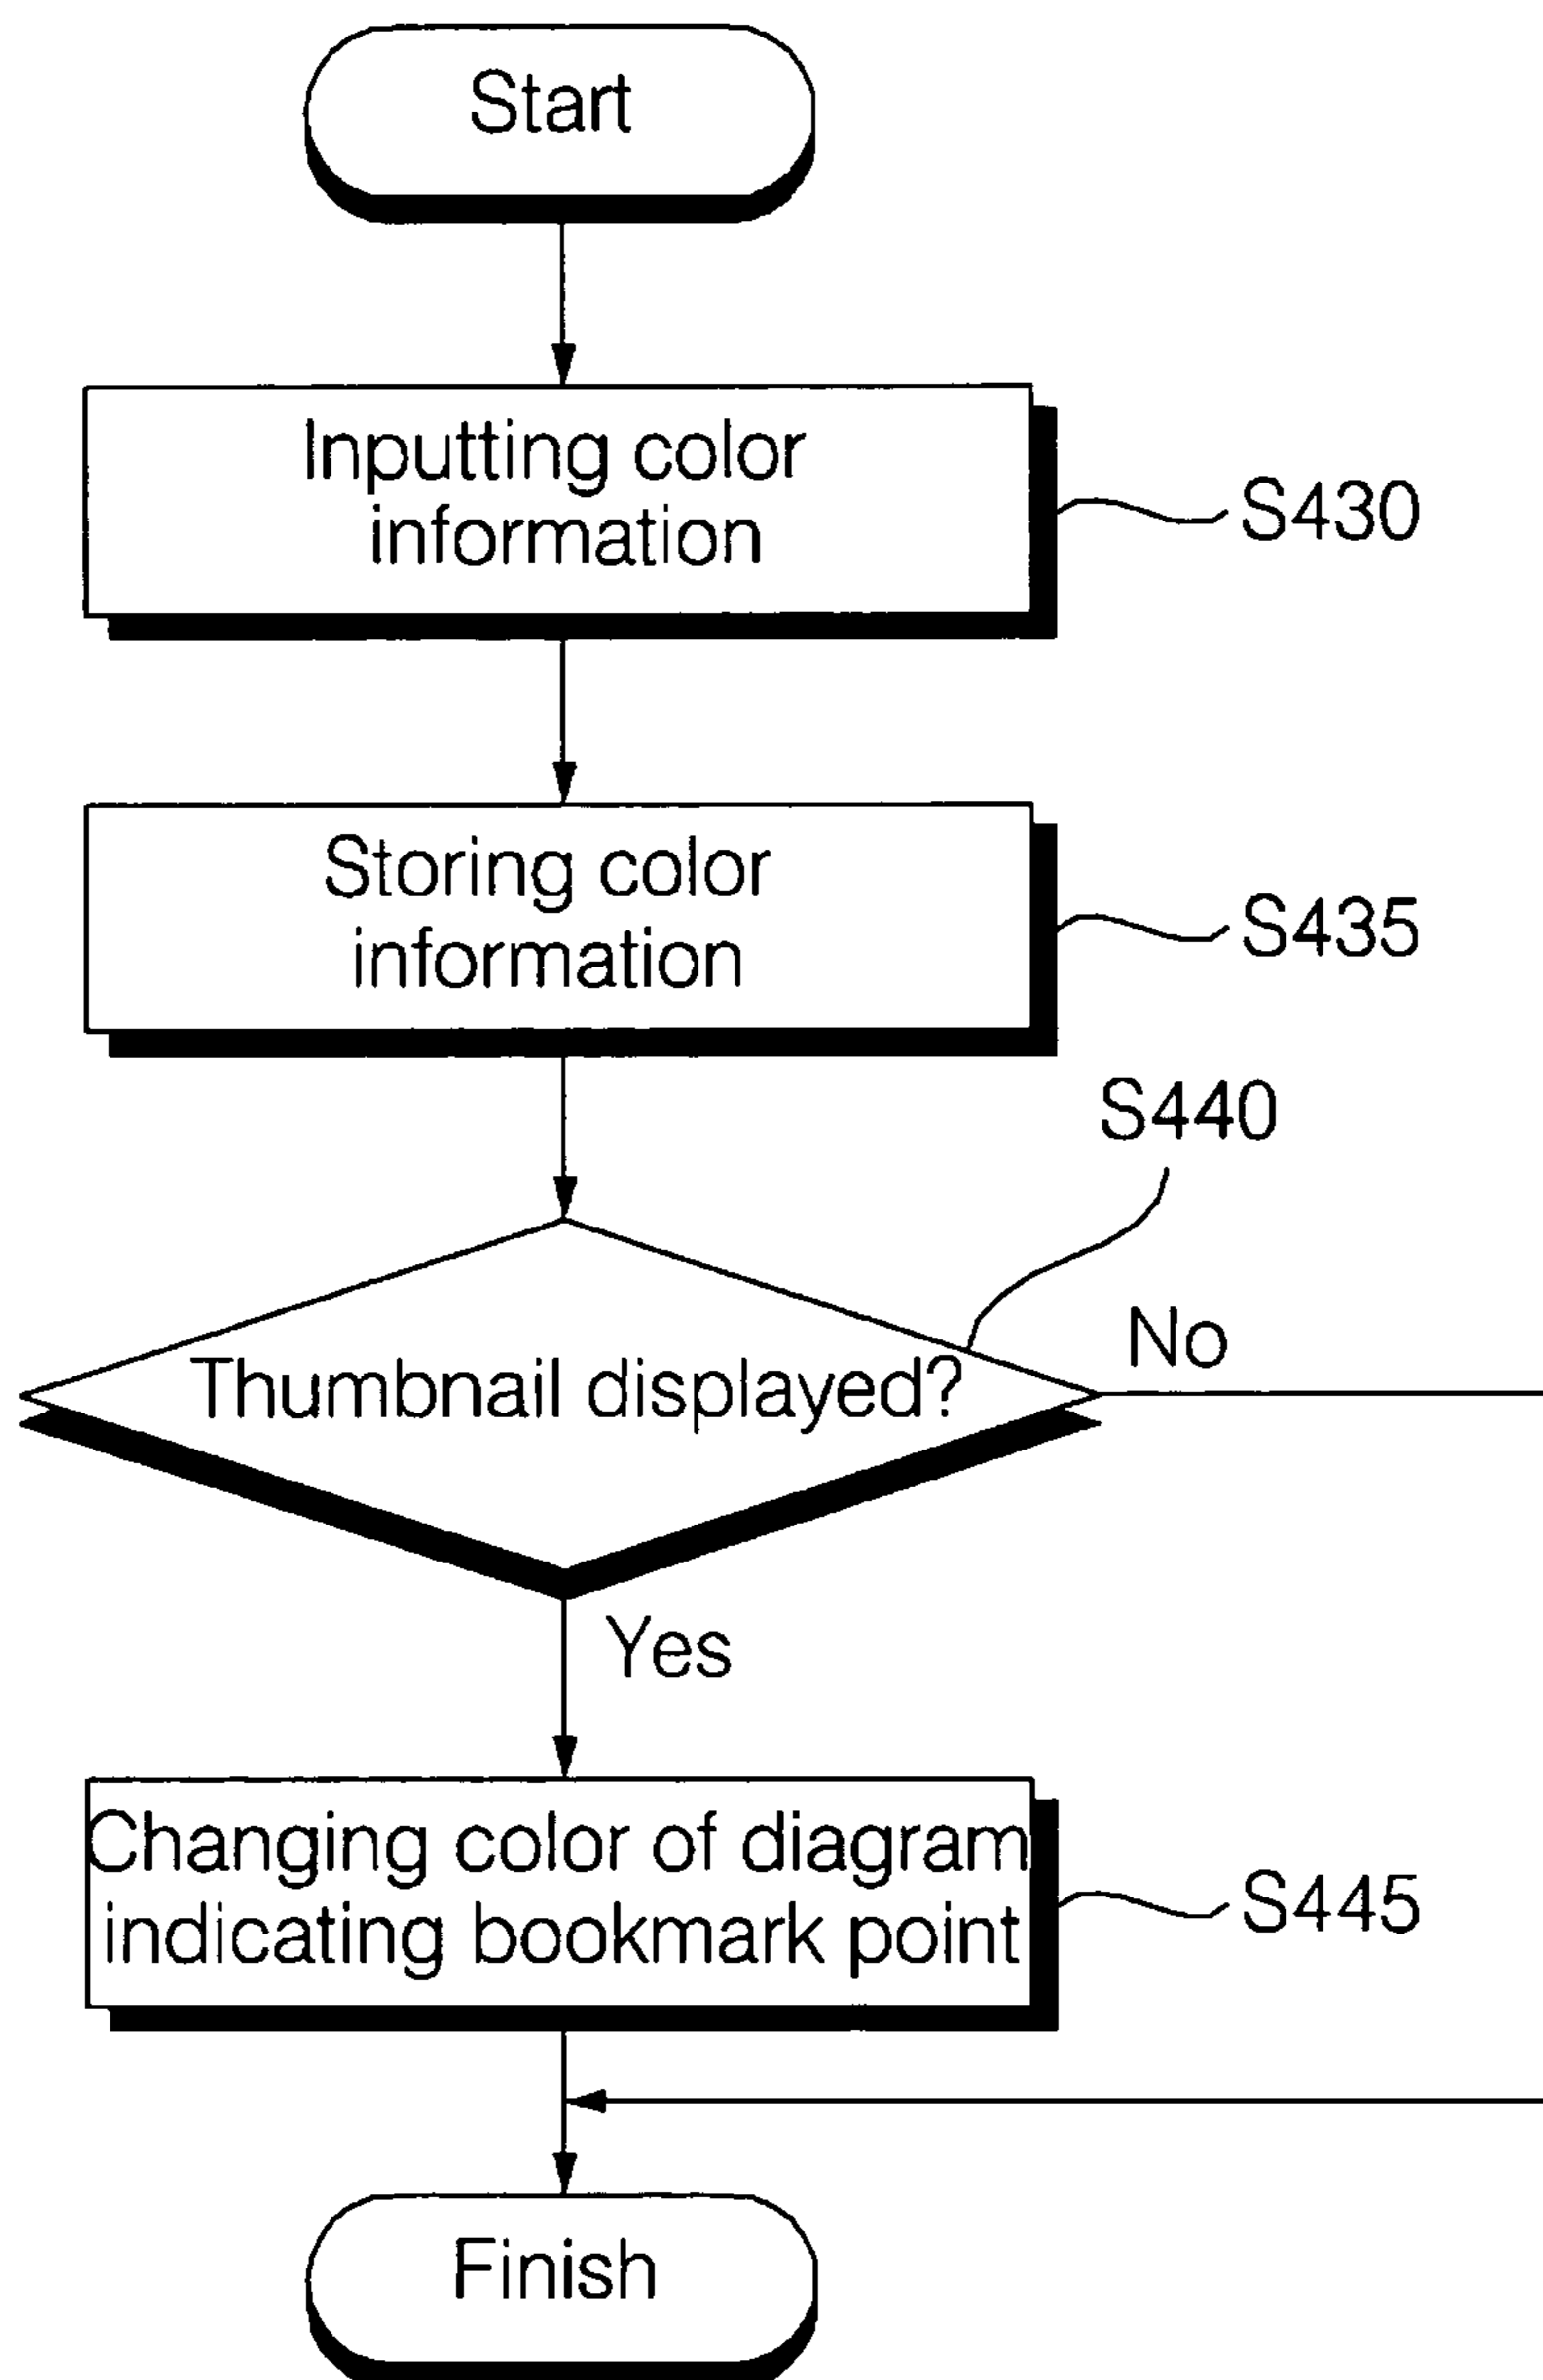 Start
Inputting color
information
S430
Storing color
information
S435
S440
Thumbnail displayed?
No
Yes
Changing color of diagram
indicating bookmark point
S445
Finish